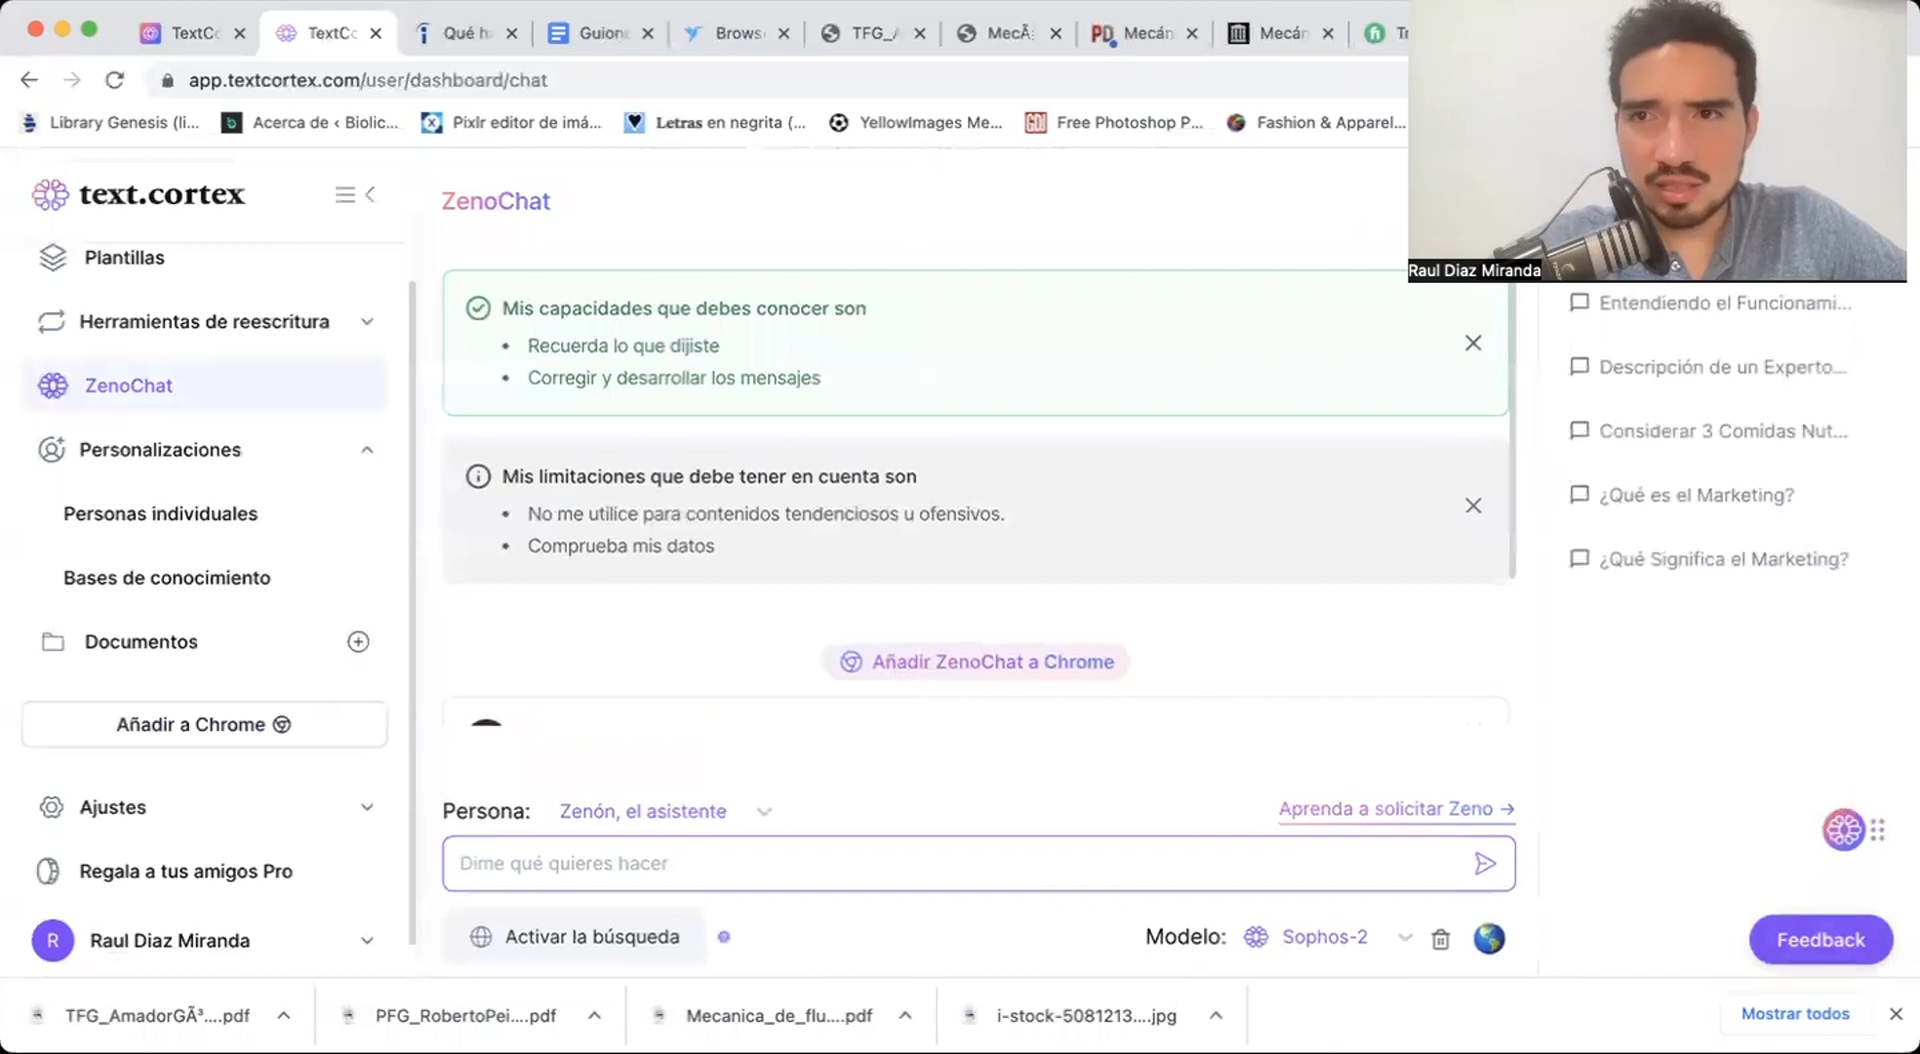 TextCo
TextCo
Qué h
Guion
Brows
TFG_A
MecÃ
PD
Mecán
Mecán
app.textcortex.com/user/dashboard/chat
Library Genesis (li...
Acerca de ‹ Biolic...
Pixlr editor de imá...
Letras en negrita (...
YellowImages Me...
GD!
Free Photoshop P...
Fashion & Apparel...
Raul Diaz Miranda
text.cortex
Plantillas
Herramientas de reescritura
ZenoChat
Personalizaciones
Personas individuales
Bases de conocimiento
Documentos
Añadir a Chrome
Ajustes
Regala a tus amigos Pro
R
Raul Diaz Miranda
ZenoChat
Mis capacidades que debes conocer son
• Recuerda lo que dijiste
• Corregir y desarrollar los mensajes
Mis limitaciones que debe tener en cuenta son
• No me utilice para contenidos tendenciosos u ofensivos.
• Comprueba mis datos
Añadir ZenoChat a Chrome
Persona: Zenón, el asistente
Aprenda a solicitar Zeno →
Dime qué quieres hacer
Activar la búsqueda
Modelo: Sophos-2
Entendiendo el Funcionami...
Descripción de un Experto...
Considerar 3 Comidas Nut...
¿Qué es el Marketing?
¿Qué Significa el Marketing?
Feedback
TFG_AmadorGÃ³....pdf
PFG_RobertoPei....pdf
Mecanica_de_flu....pdf
i-stock-5081213....jpg
Mostrar todos